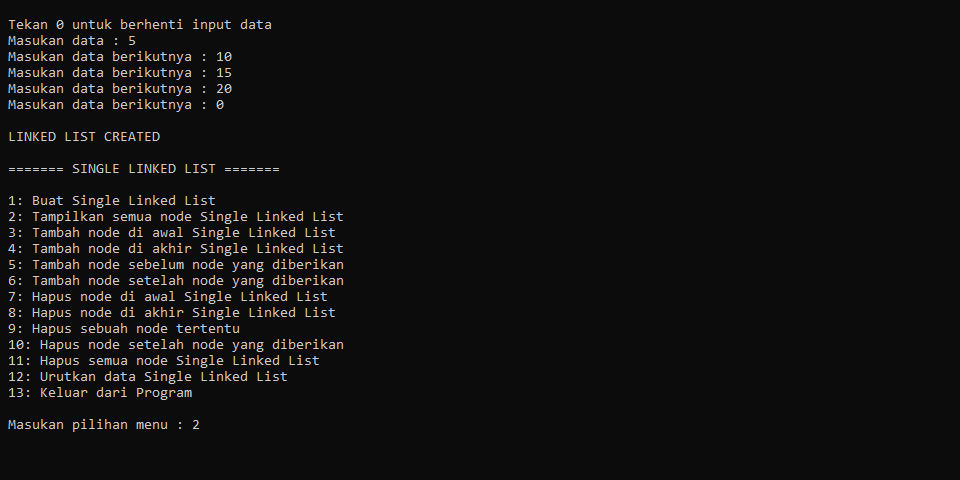 Tekan 0 untuk berhenti input data
Masukan data : 5
Masukan data berikutnya : 10
Masukan data berikutnya : 15
Masukan data berikutnya : 20
Masukan data berikutnya : 0
LINKED LIST CREATED
======= SINGLE LINKED LIST =======
1: Buat Single Linked List
2: Tampilkan semua node Single Linked List
3: Tambah node di awal Single Linked List
4: Tambah node di akhir Single Linked List
5: Tambah node sebelum node yang diberikan
6: Tambah node setelah node yang diberikan
7: Hapus node di awal Single Linked List
8: Hapus node di akhir Single Linked List
9: Hapus sebuah node tertentu
10: Hapus node setelah node yang diberikan
11: Hapus semua node Single Linked List
12: Urutkan data Single Linked List
13: Keluar dari Program
Masukan pilihan menu : 2